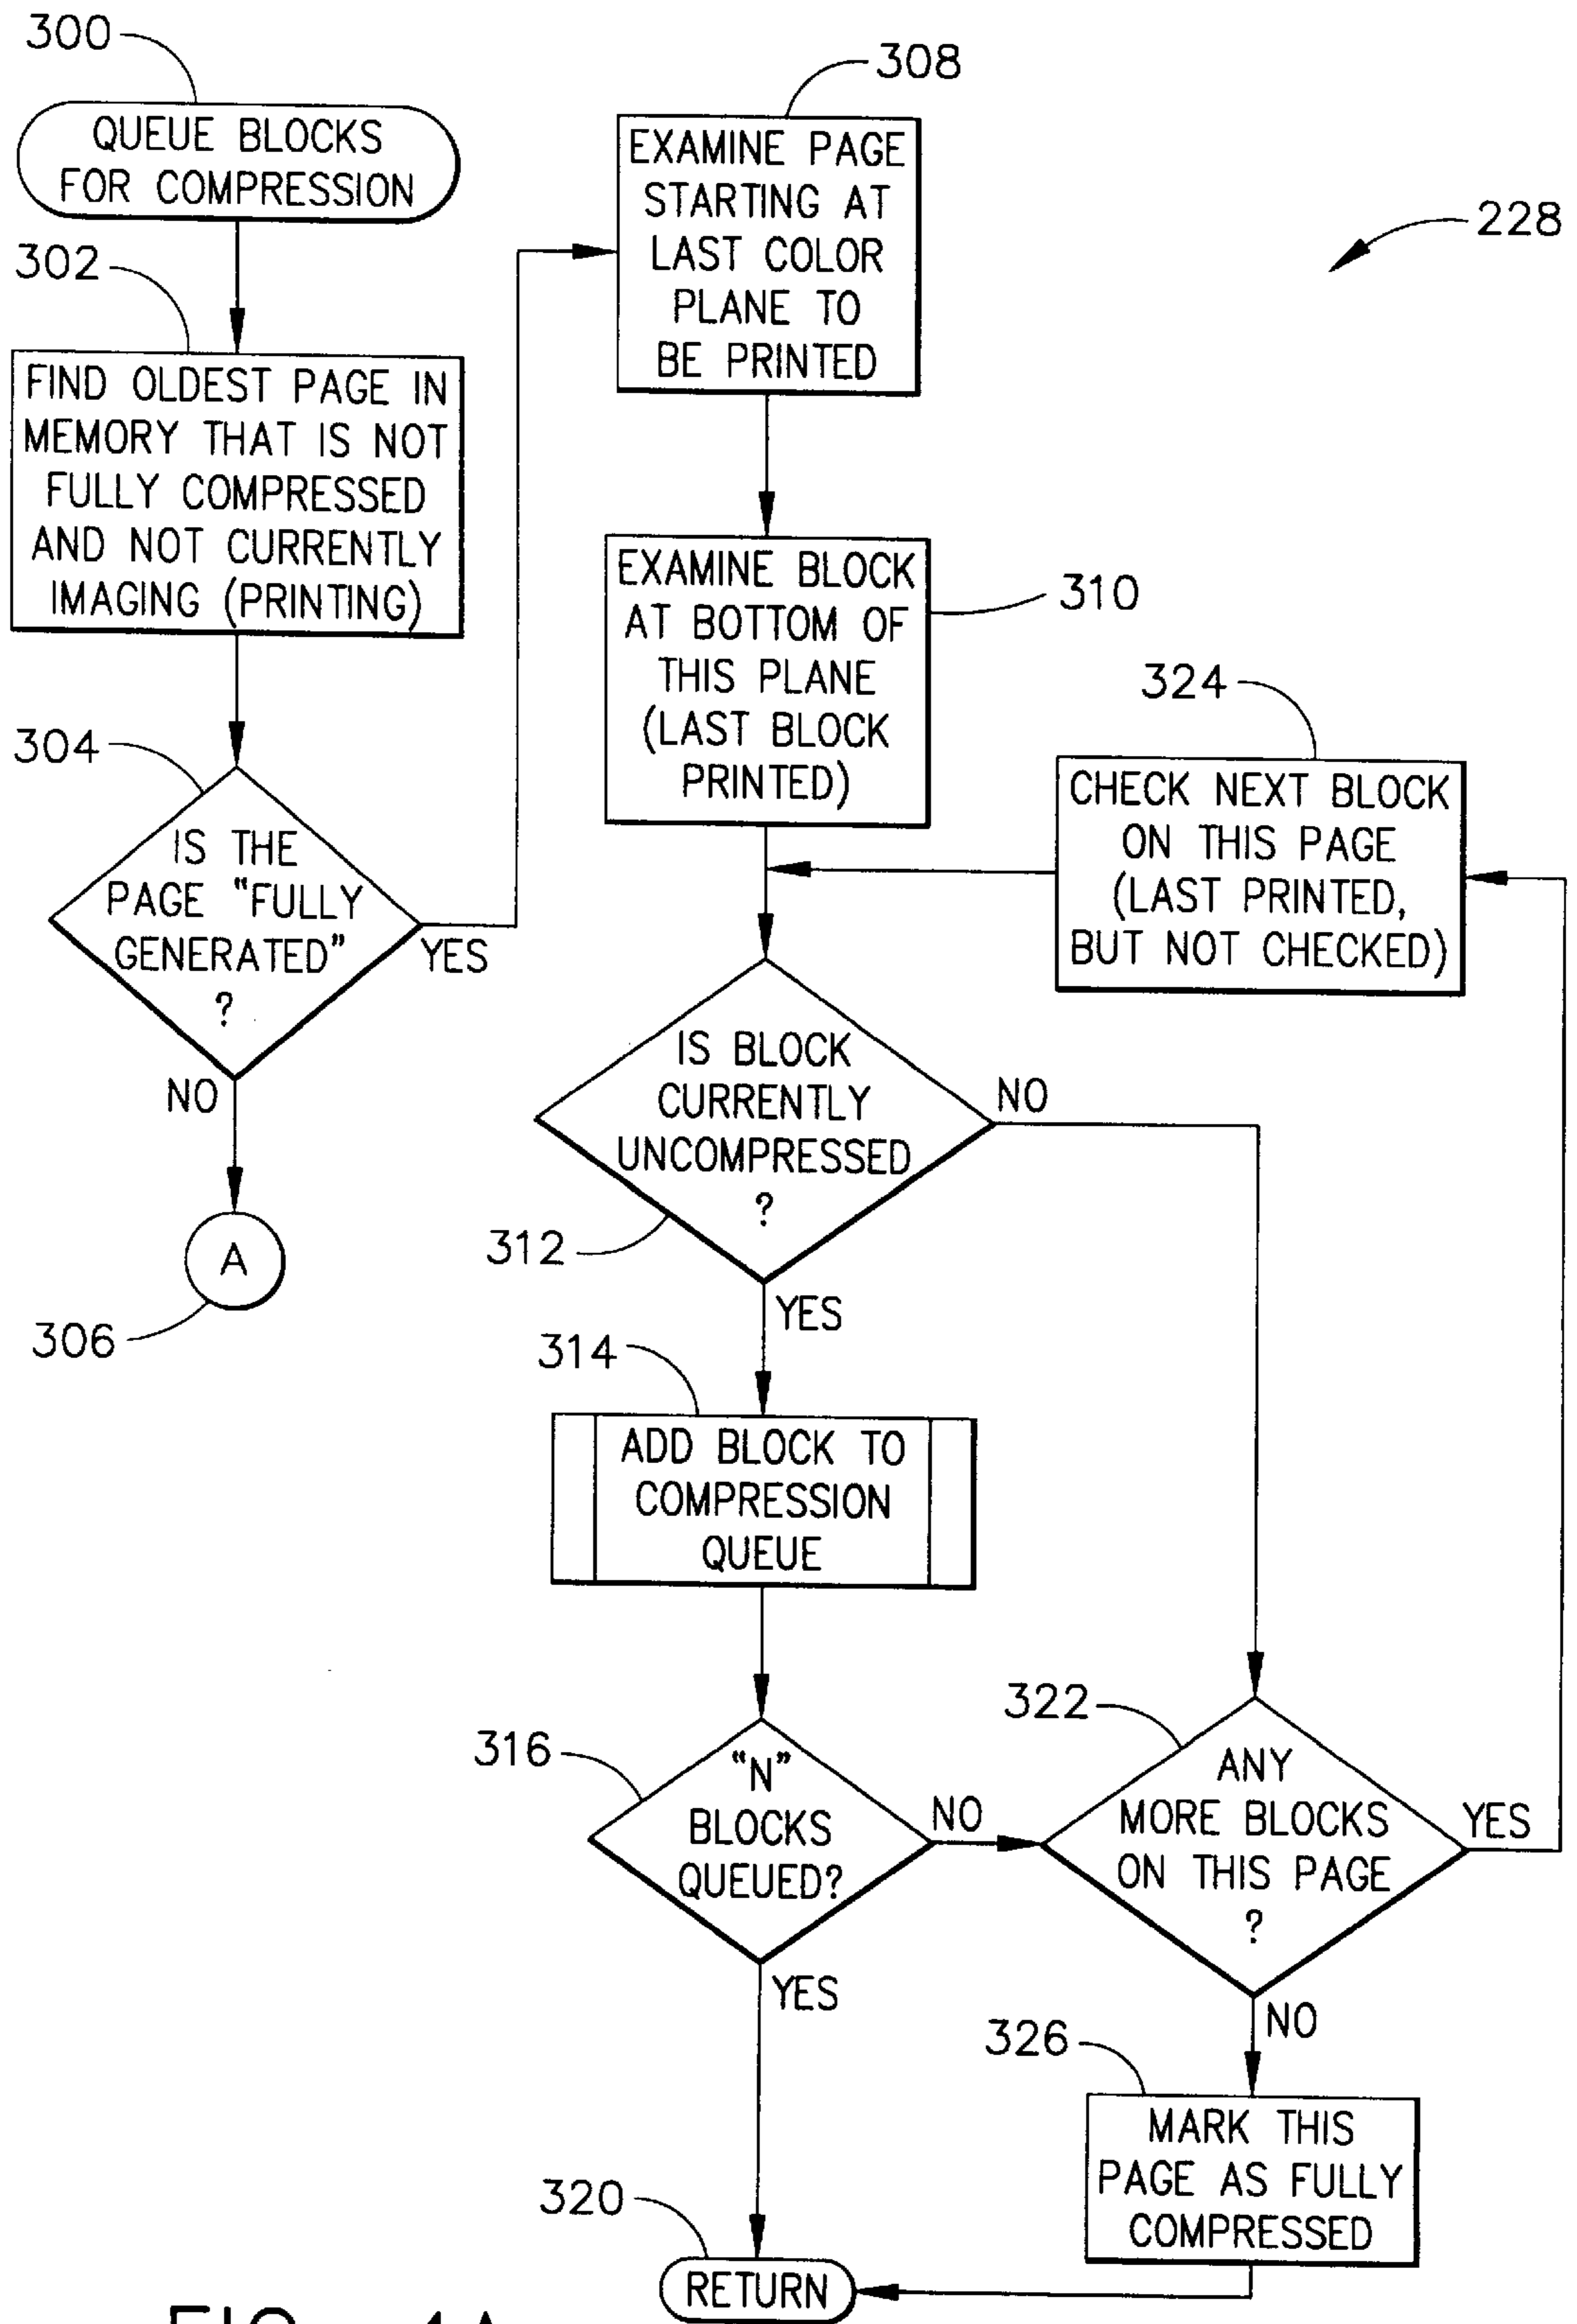 300
QUEUE BLOCKS
FOR COMPRESSION
302
FIND OLDEST PAGE IN
MEMORY THAT IS NOT
FULLY COMPRESSED
AND NOT CURRENTLY
IMAGING (PRINTING)
304
IS THE
PAGE "FULLY
GENERATED"
?
YES
NO
A
306
308
EXAMINE PAGE
STARTING AT
LAST COLOR
PLANE TO
BE PRINTED
228
EXAMINE BLOCK
AT BOTTOM OF
THIS PLANE
(LAST BLOCK
PRINTED)
310
324
CHECK NEXT BLOCK
ON THIS PAGE
(LAST PRINTED,
BUT NOT CHECKED)
IS BLOCK
CURRENTLY
UNCOMPRESSED
?
NO
312
YES
314
ADD BLOCK TO
COMPRESSION
QUEUE
316
"N"
BLOCKS
QUEUED?
NO
YES
322
ANY
MORE BLOCKS
ON THIS PAGE
?
YES
NO
326
MARK THIS
PAGE AS FULLY
COMPRESSED
320
RETURN
FIG. 4A